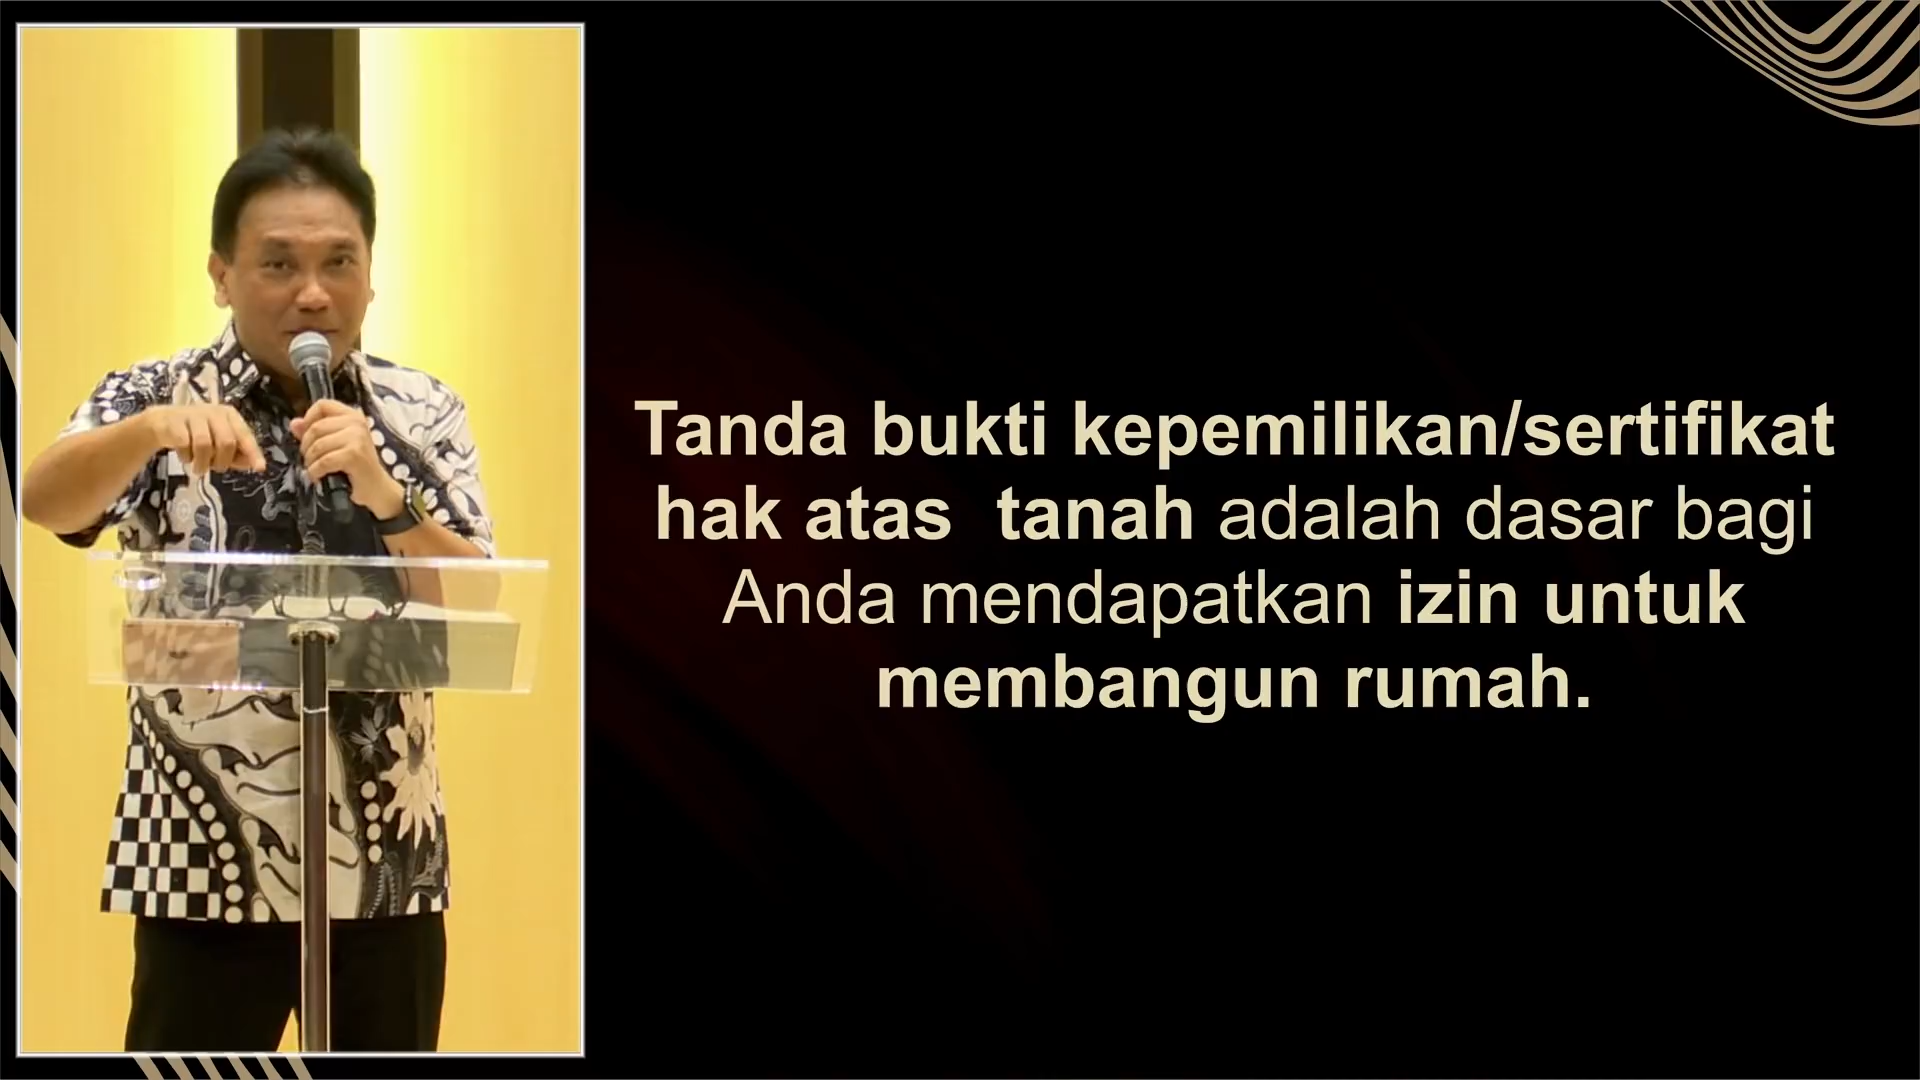 Tanda bukti kepemilikan/sertifikat
hak atas  tanah adalah dasar bagi
Anda mendapatkan izin untuk
membangun rumah.